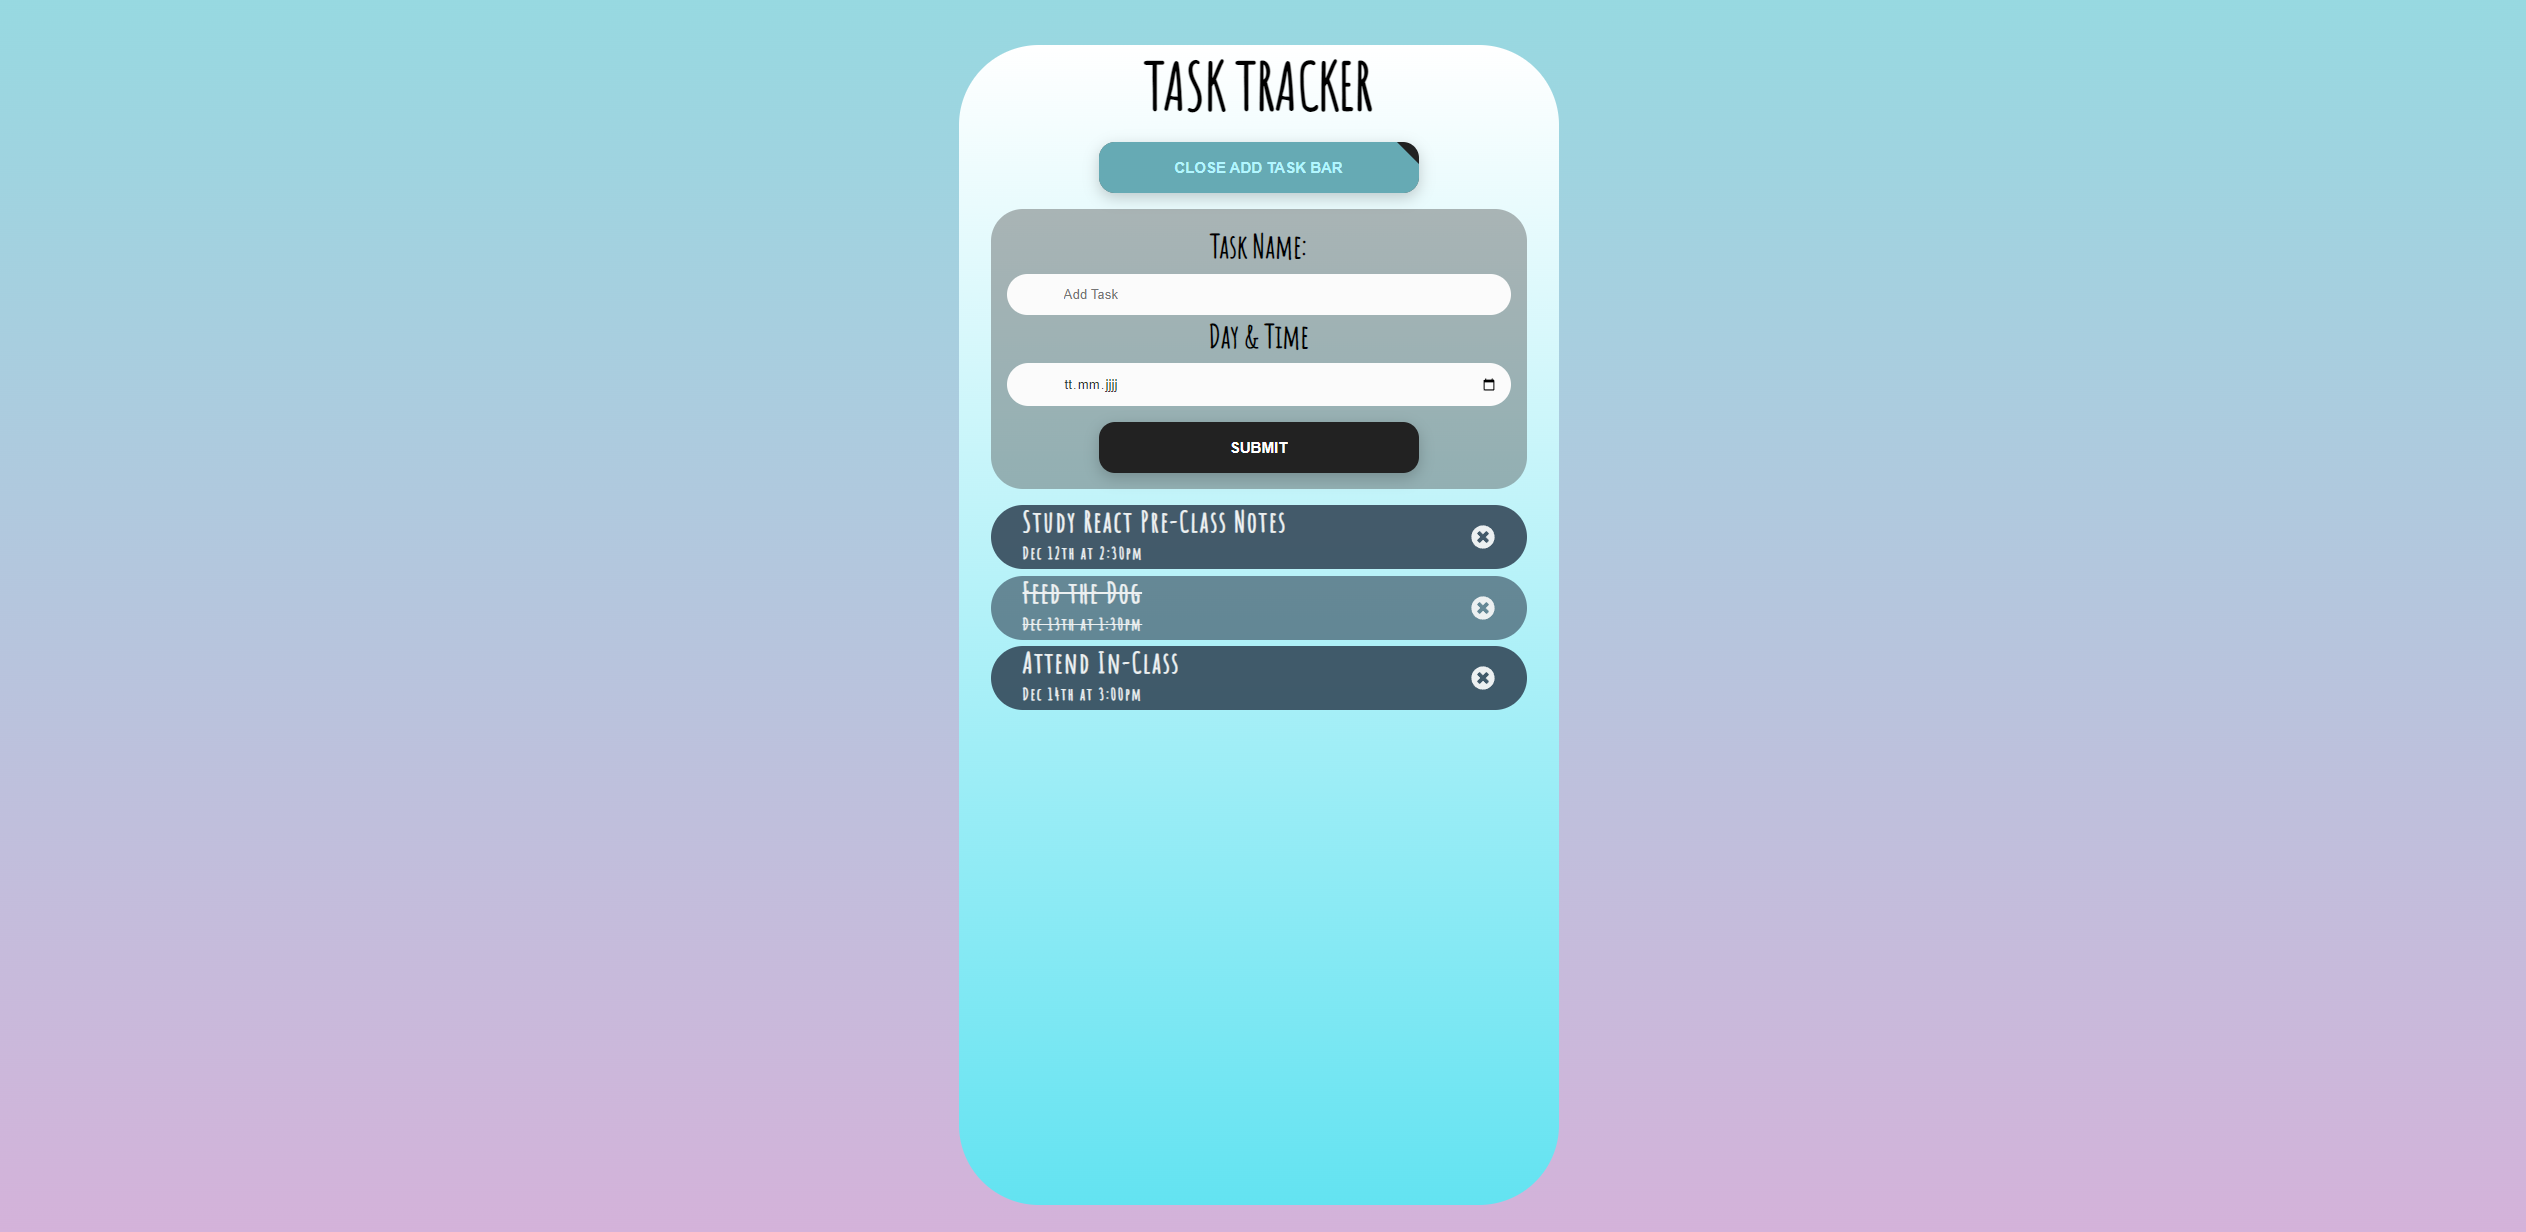 TASK TRACKER
CLOSE ADD TASK BAR
Task Name:
Add Task
Day & Time
tt.mm.jjjj
SUBMIT
Study React Pre-Class Notes
Dec 12th at 2:30pm
Feed the Dog
Dec 13th at 1:30pm
Attend In-Class
Dec 14th at 3:00pm